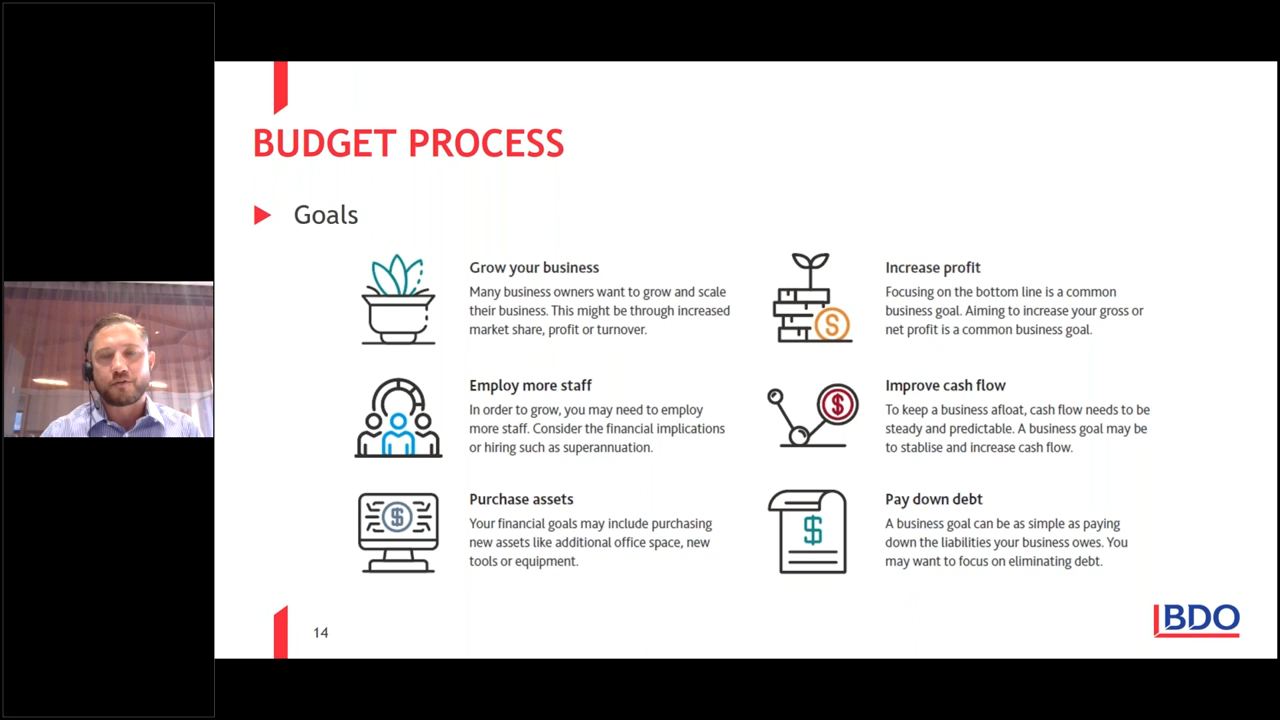 BUDGET PROCESS
Goals
Grow your business
Many business owners want to grow and scale
their business. This might be through increased
market share, profit or turnover.
Increase profit
Focusing on the bottom line is a common
business goal. Aiming to increase your gross or
net profit is a common business goal.
Employ more staff
In order to grow, you may need to employ
more staff. Consider the financial implications
or hiring such as superannuation.
Improve cash flow
To keep a business afloat, cash flow needs to be
steady and predictable. A business goal may be
to stablise and increase cash flow.
Purchase assets
Your financial goals may include purchasing
new assets like additional office space, new
tools or equipment.
Pay down debt
A business goal can be as simple as paying
down the liabilities your business owes. You
may want to focus on eliminating debt.
14
BDO